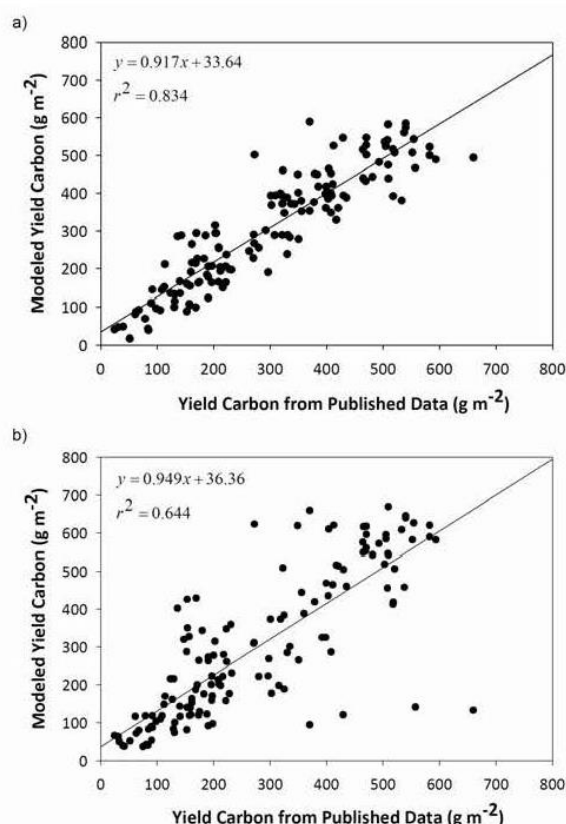 a)
800
700
600
500
400
300
200
100
0
y = 0.917x + 33.64
r² = 0.834
Modeled Yield Carbon (g m⁻²)
0 100 200 300 400 500 600 700 800
Yield Carbon from Published Data (g m⁻²)
b)
800
700
600
500
400
300
200
100
0
y = 0.949x + 36.36
r² = 0.644
Modeled Yield Carbon (g m⁻²)
0 100 200 300 400 500 600 700 800
Yield Carbon from Published Data (g m⁻²)